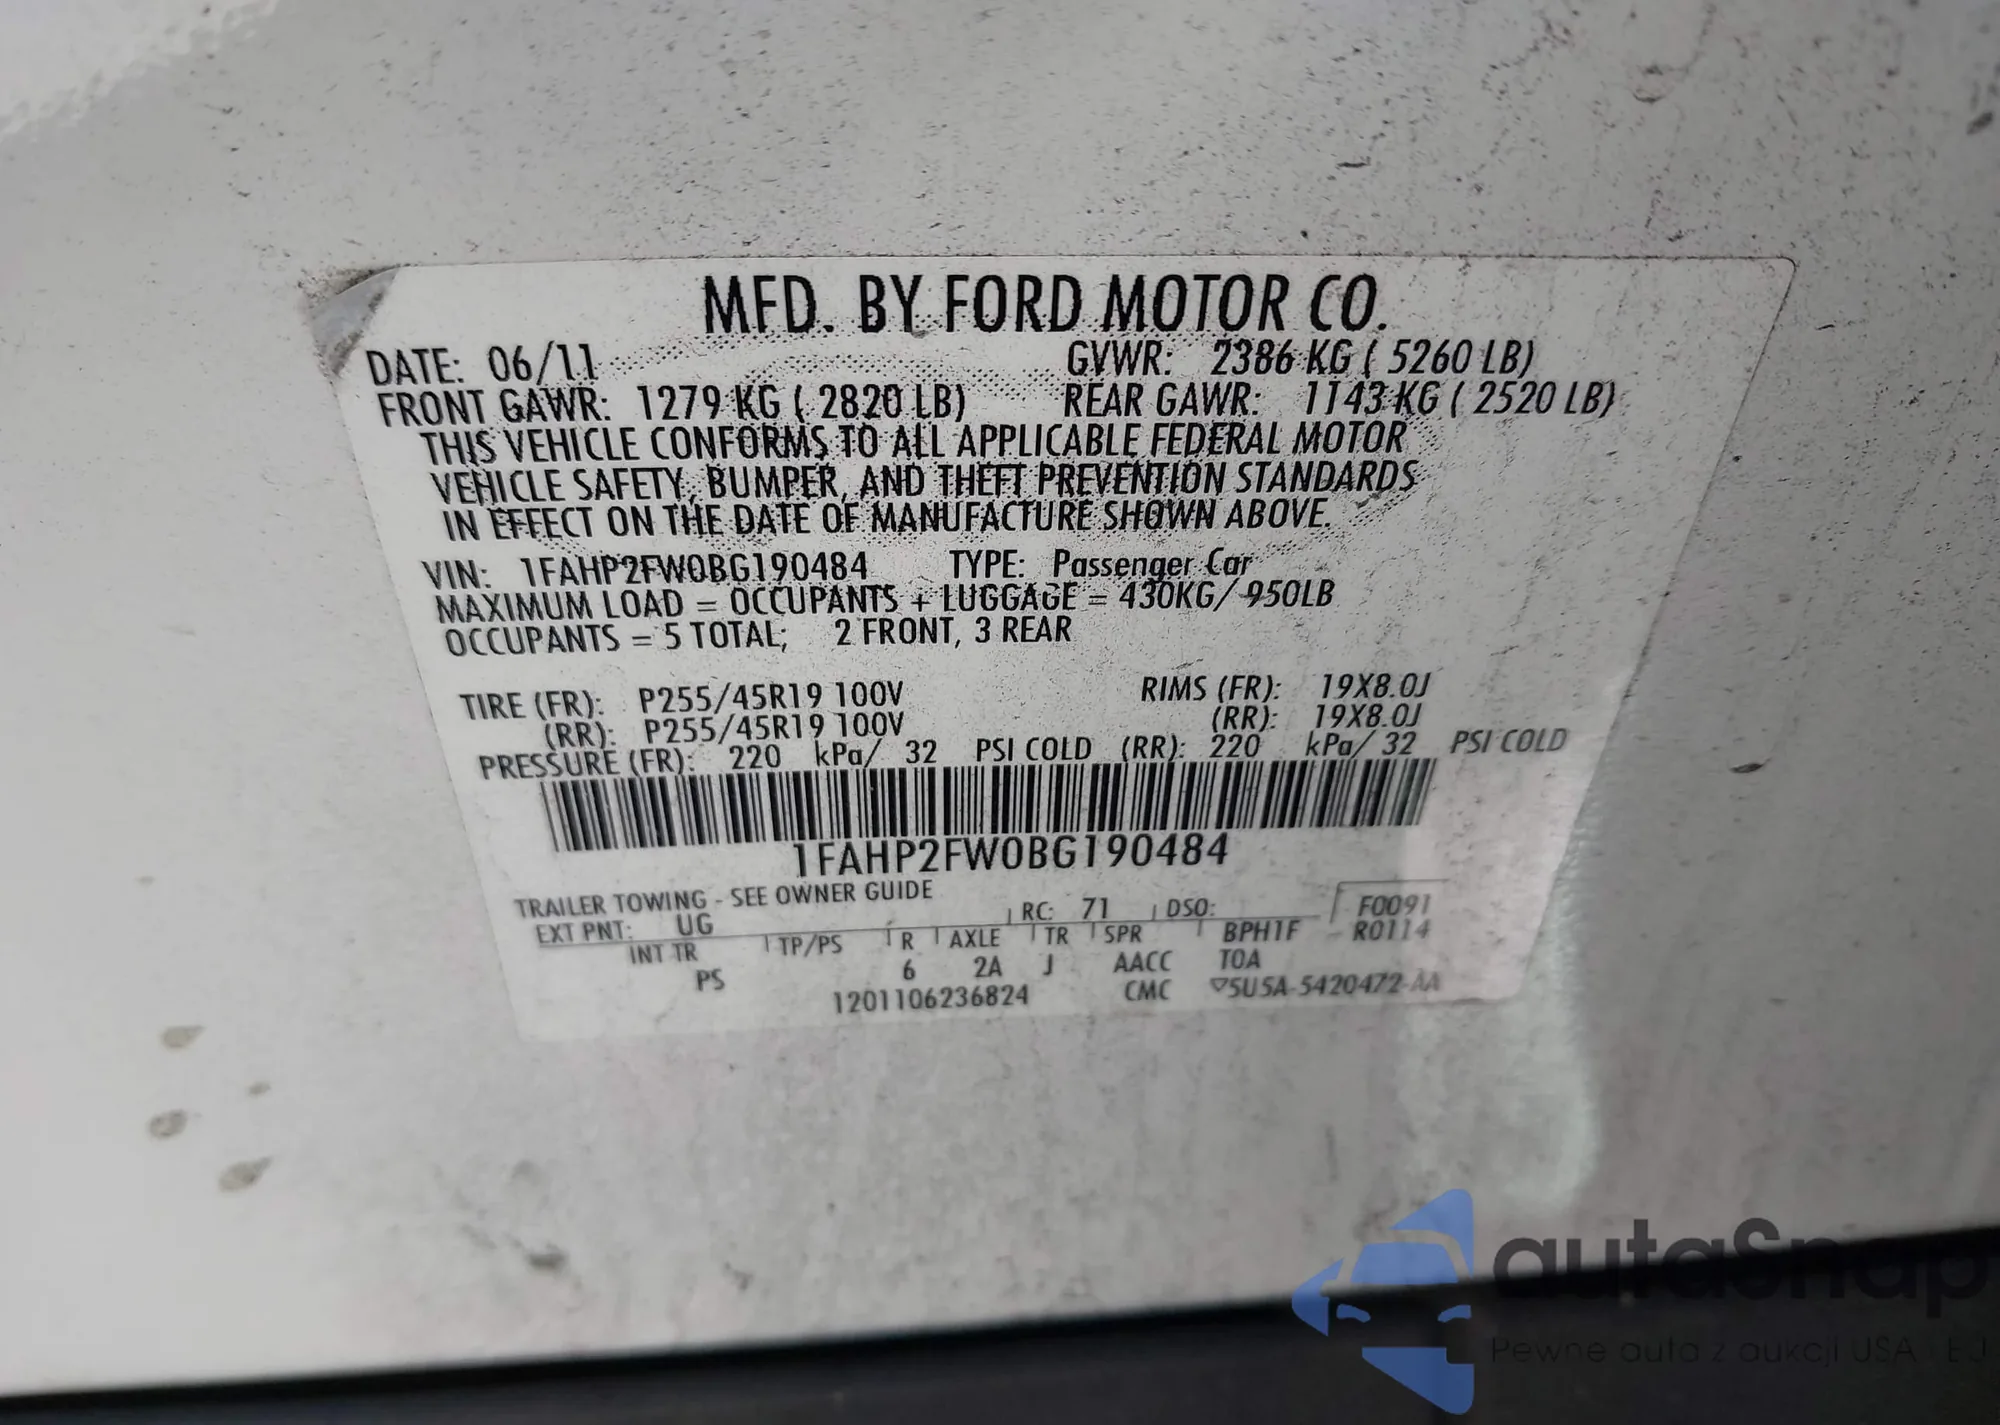 MFD. BY FORD MOTOR CO.
DATE: 06/11 GVWR: 2386 KG ( 5260 LB)
FRONT GAWR: 1279 KG ( 2820 LB) REAR GAWR: 1143 KG ( 2520 LB)
THIS VEHICLE CONFORMS TO ALL APPLICABLE FEDERAL MOTOR
VEHICLE SAFETY, BUMPER, AND THEFT PREVENTION STANDARDS
IN EFFECT ON THE DATE OF MANUFACTURE SHOWN ABOVE.
VIN: 1FAHP2FW0BG190484 TYPE: Passenger Car
MAXIMUM LOAD = OCCUPANTS + LUGGAGE = 430KG/ 950LB
OCCUPANTS = 5 TOTAL; 2 FRONT, 3 REAR
TIRE (FR): P255/45R19 100V RIMS (FR): 19X8.0J
(RR): P255/45R19 100V (RR): 19X8.0J
PRESSURE (FR): 220 kPa/ 32 PSI COLD (RR): 220 kPa/ 32 PSI COLD
1FAHP2FW0BG190484
TRAILER TOWING - SEE OWNER GUIDE
EXT PNT: UG RC: 71 DSO: F0091
INT TR TP/PS R AXLE TR SPR BPH1F R0114
PS 6 2A J AACC TOA
1201106236824 CMC ▽5U5A-5420472-AA
autoSnap
Pewne auta z aukcji USA i EU